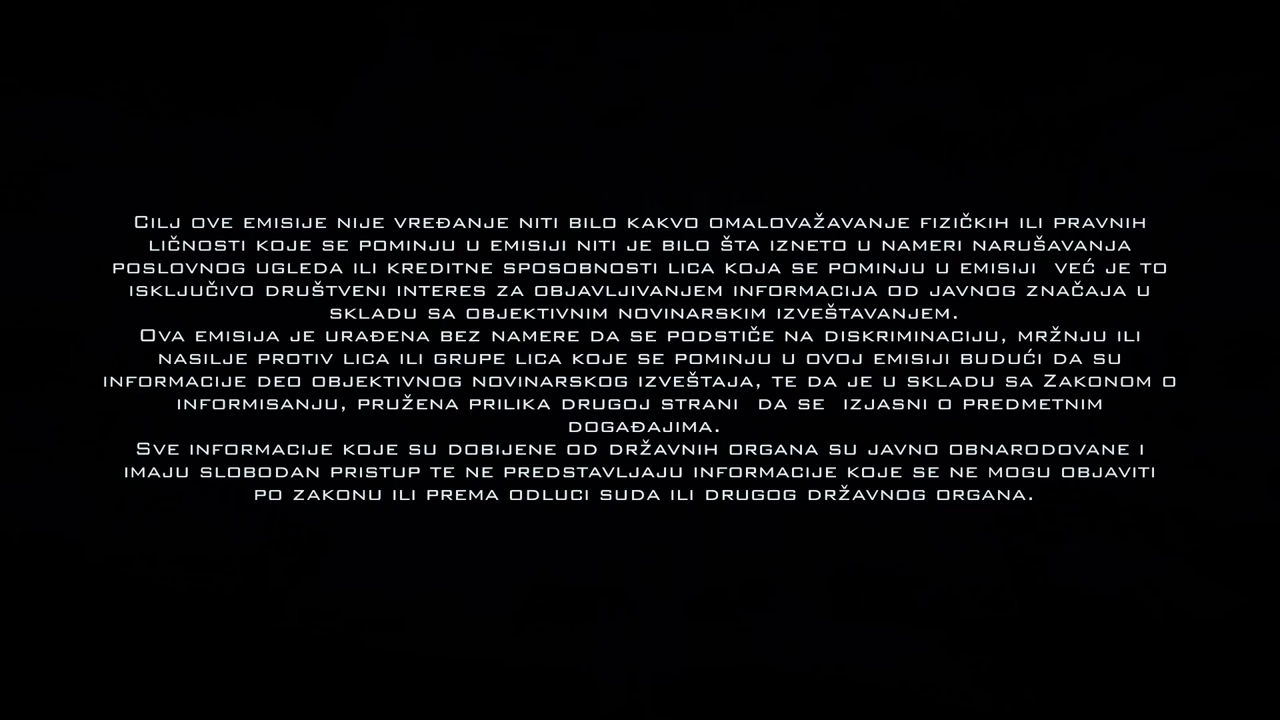 Cilj ove emisije nije vređanje niti bilo kakvo omalovažavanje fizičkih ili pravnih
ličnosti koje se pominju u emisiji niti je bilo šta izneto u nameri narušavanja
poslovnog ugleda ili kreditne sposobnosti lica koja se pominju u emisiji  već je to
isključivo društveni interes za objavljivanjem informacija od javnog značaja u
skladu sa objektivnim novinarskim izveštavanjem.
Ova emisija je urađena bez namere da se podstiče na diskriminaciju, mržnju ili
nasilje protiv lica ili grupe lica koje se pominju u ovoj emisiji budući da su
informacije deo objektivnog novinarskog izveštaja, te da je u skladu sa Zakonom o
informisanju, pružena prilika drugoj strani  da se  izjasni o predmetnim
događajima.
Sve informacije koje su dobijene od državnih organa su javno obnarodovane i
imaju slobodan pristup te ne predstavljaju informacije koje se ne mogu objaviti
po zakonu ili prema odluci suda ili drugog državnog organa.